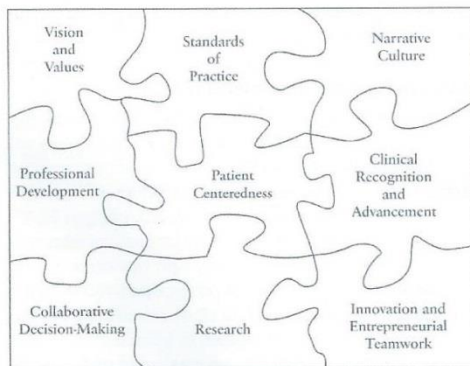 Vision
and
Values
Standards
of
Practice
Narrative
Culture
Professional
Development
Patient
Centeredness
Clinical
Recognition
and
Advancement
Collaborative
Decision-Making
Research
Innovation and
Entrepreneurial
Teamwork